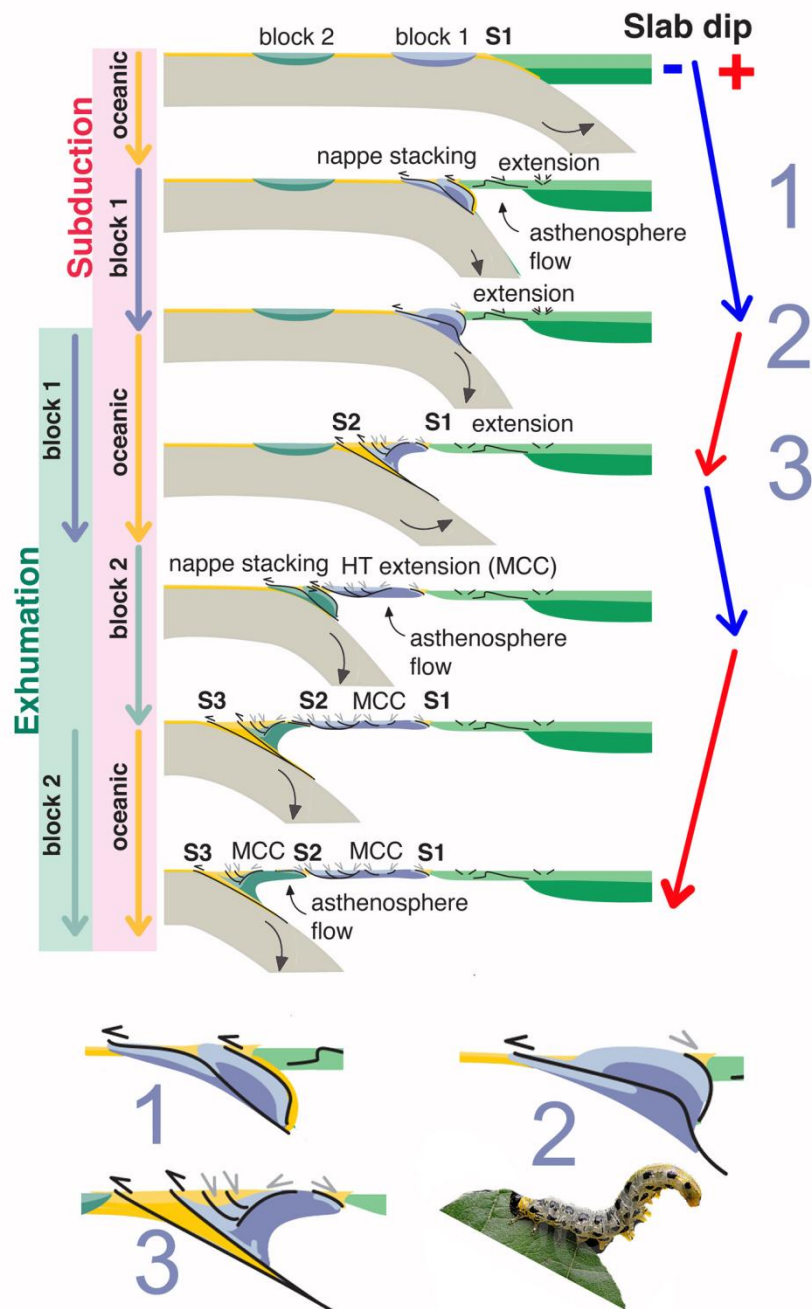 Slab dip
- +
block 2 block 1 S1
Subduction
oceanic
nappe stacking extension
1
block 1
asthenosphere
flow
extension
2
Exhumation
block 1
oceanic
S2 S1 extension
3
block 2
nappe stacking HT extension (MCC)
asthenosphere
flow
S3 S2 MCC S1
block 2
oceanic
S3 MCC S2 MCC S1
asthenosphere
flow
1
2
3